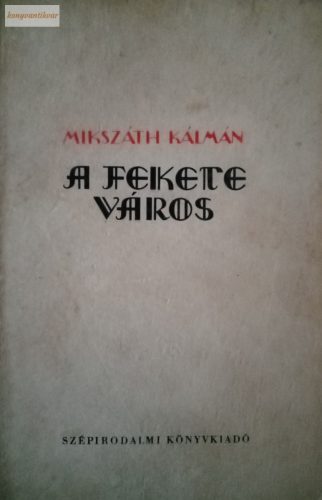 konyvantikvar
MIKSZÁTH KÁLMÁN
A FEKETE
VÁROS
SZÉPIRODALMI KÖNYVKIADÓ